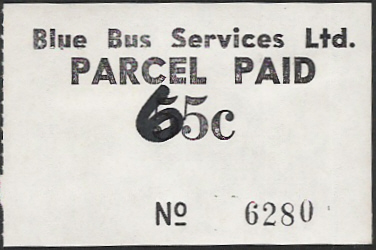 Blue Bus Services Ltd.
PARCEL PAID
65c
Nº 6280